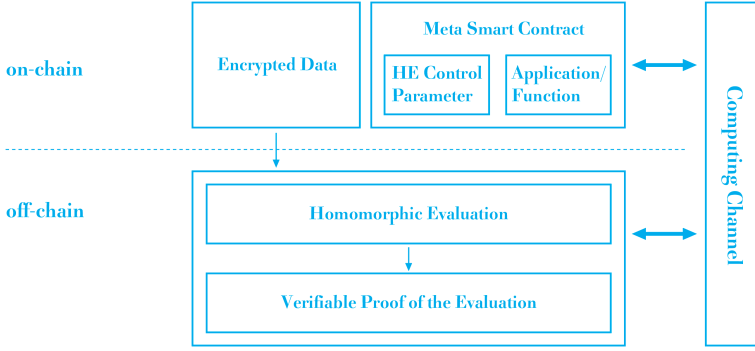 on-chain
Encrypted Data
Meta Smart Contract
HE Control
Parameter
Application/
Function
Computing Channel
off-chain
Homomorphic Evaluation
Verifiable Proof of the Evaluation